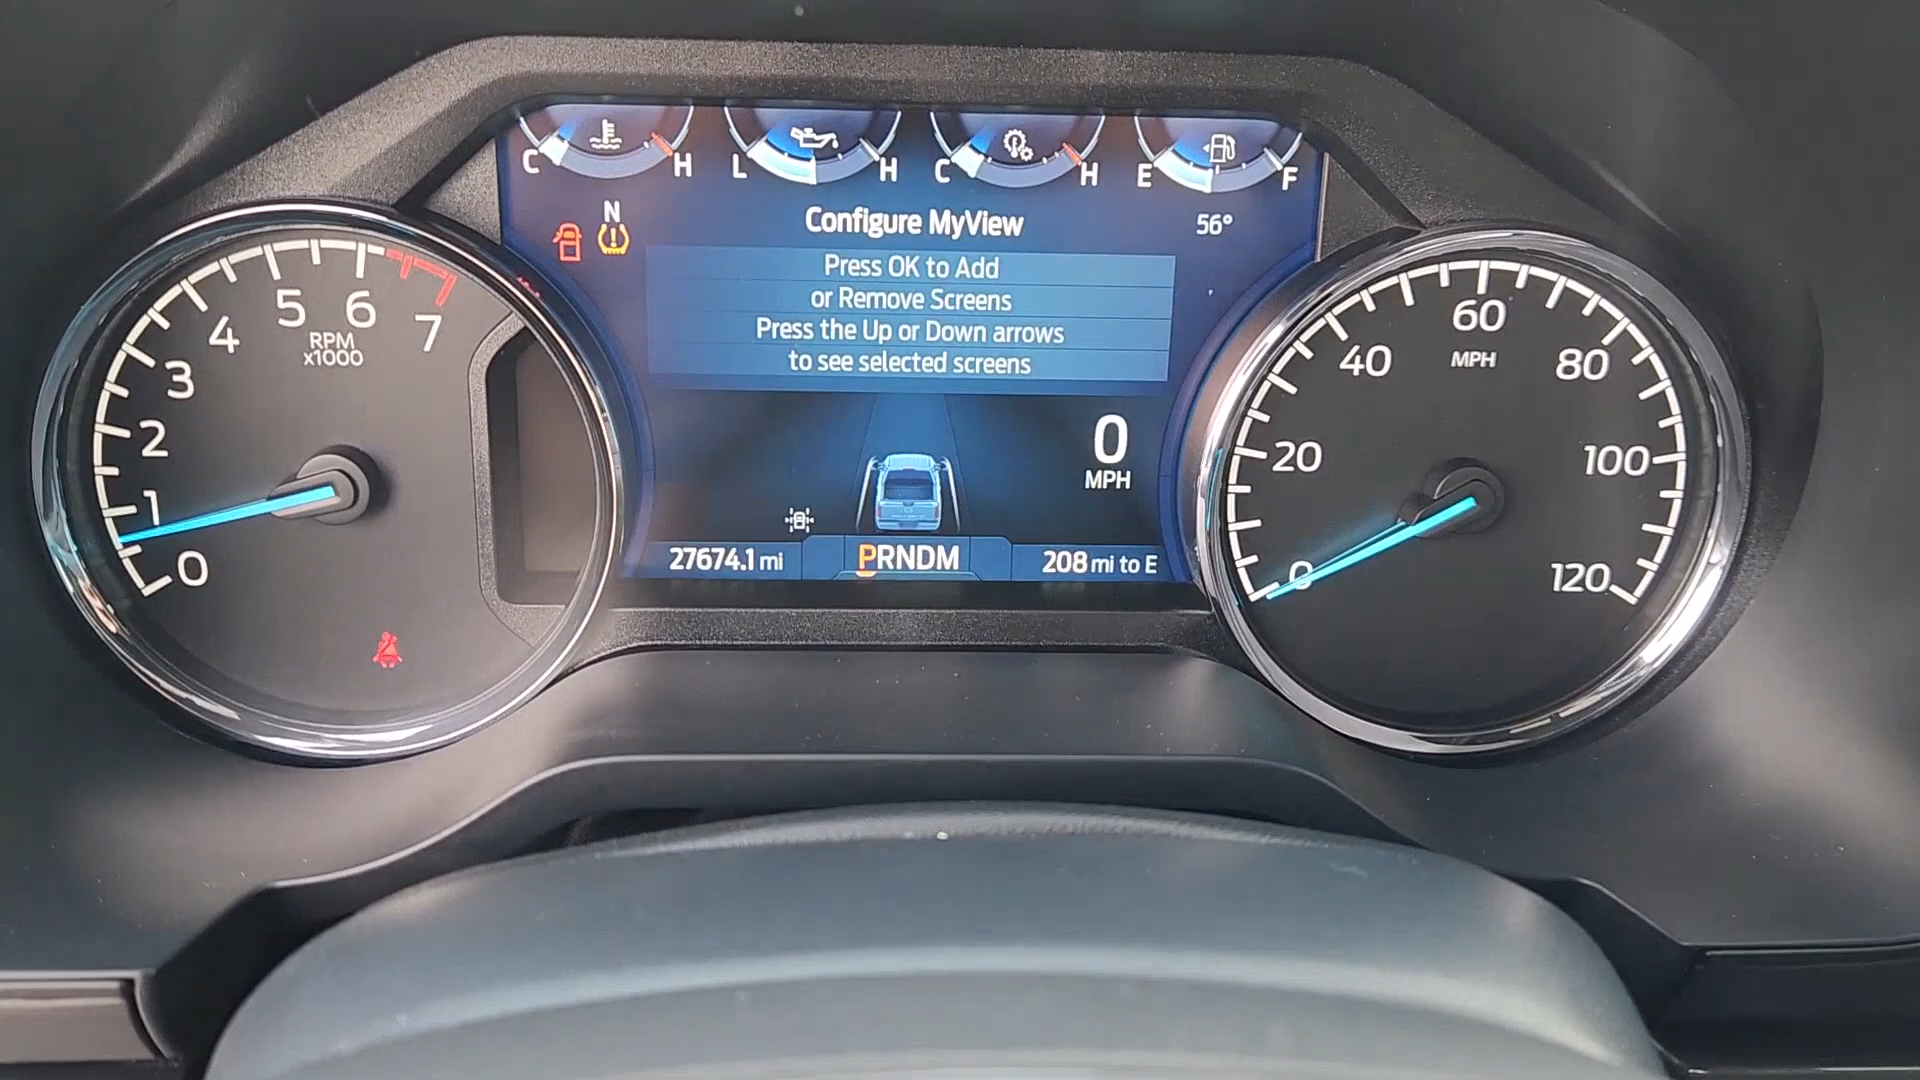 C H L H C H E F
N
Configure MyView 56°
Press OK to Add
or Remove Screens
Press the Up or Down arrows
to see selected screens
0
MPH
27674.1 mi PRNDM 208 mi to E
0 1 2 3 4 5 6 7
RPM
x1000
0 20 40 60 80 100 120
MPH